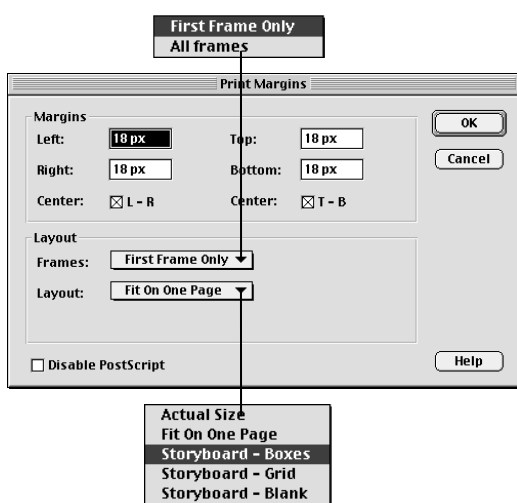 First Frame Only
All frames
Print Margins
Margins
Left: 18 px Top: 18 px
Right: 18 px Bottom: 18 px
Center: L - R Center: T - B
OK
Cancel
Layout
Frames: First Frame Only
Layout: Fit On One Page
Disable PostScript
Help
Actual Size
Fit On One Page
Storyboard - Boxes
Storyboard - Grid
Storyboard - Blank